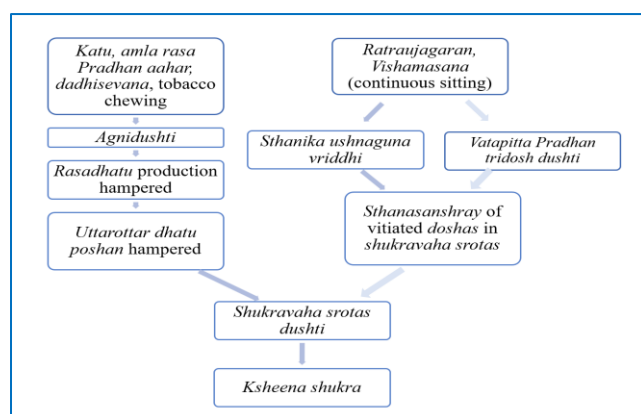 Katu, amla rasa
Pradhan aahar,
dadhisevana, tobacco
chewing
Agnidushti
Rasadhatu production
hampered
Uttarottar dhatu
poshan hampered
Ratraujagaran,
Vishamasana
(continuous sitting)
Sthanika ushnaguna
vriddhi
Vatapitta Pradhan
tridosh dushti
Sthanasanshray of
vitiated doshas in
shukravaha srotas
Shukravaha srotas
dushti
Ksheena shukra